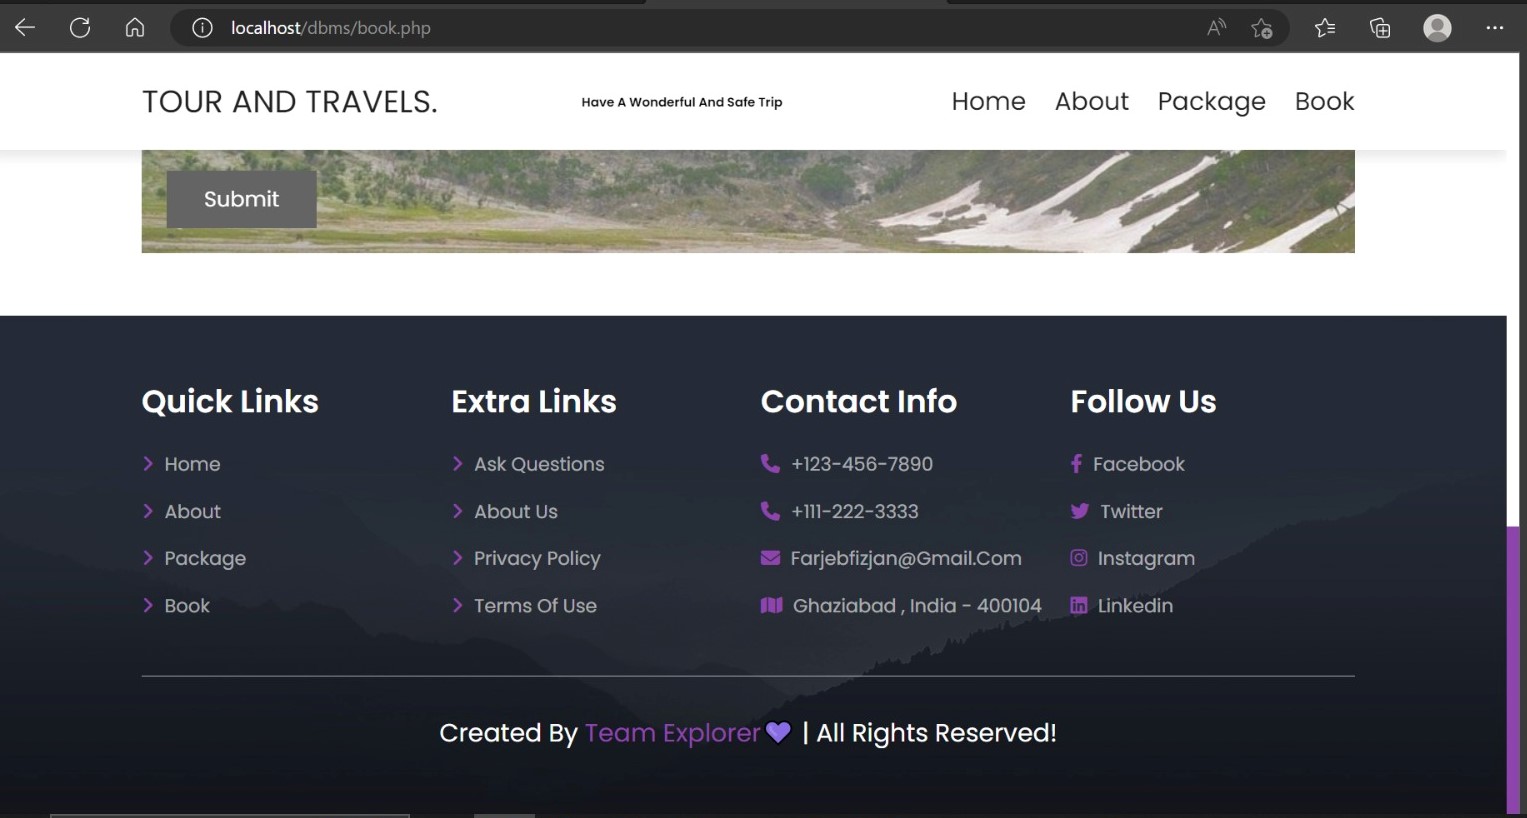 localhost/dbms/book.php
TOUR AND TRAVELS.
Have A Wonderful And Safe Trip
Home About Package Book
Submit
Quick Links
Home
About
Package
Book
Extra Links
Ask Questions
About Us
Privacy Policy
Terms Of Use
Contact Info
+123-456-7890
+111-222-3333
Farjebfizjan@Gmail.Com
Ghaziabad , India - 400104
Follow Us
Facebook
Twitter
Instagram
Linkedin
Created By Team Explorer💜 | All Rights Reserved!